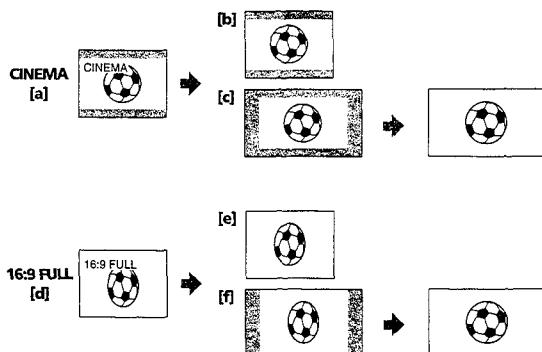 [b]
CINEMA
[a]
CINEMA
[c]
[e]
16:9 FULL
[d]
16:9 FULL
[f]